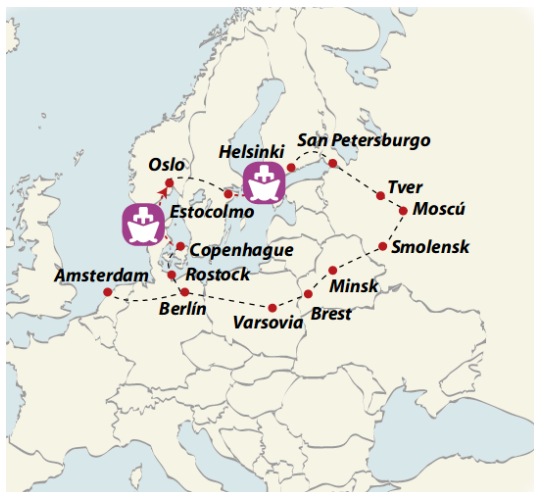 San Petersburgo
Helsinki
Oslo
Tver
Estocolmo
Moscú
Copenhague
Smolensk
Amsterdam
Rostock
Minsk
Berlín
Brest
Varsovia